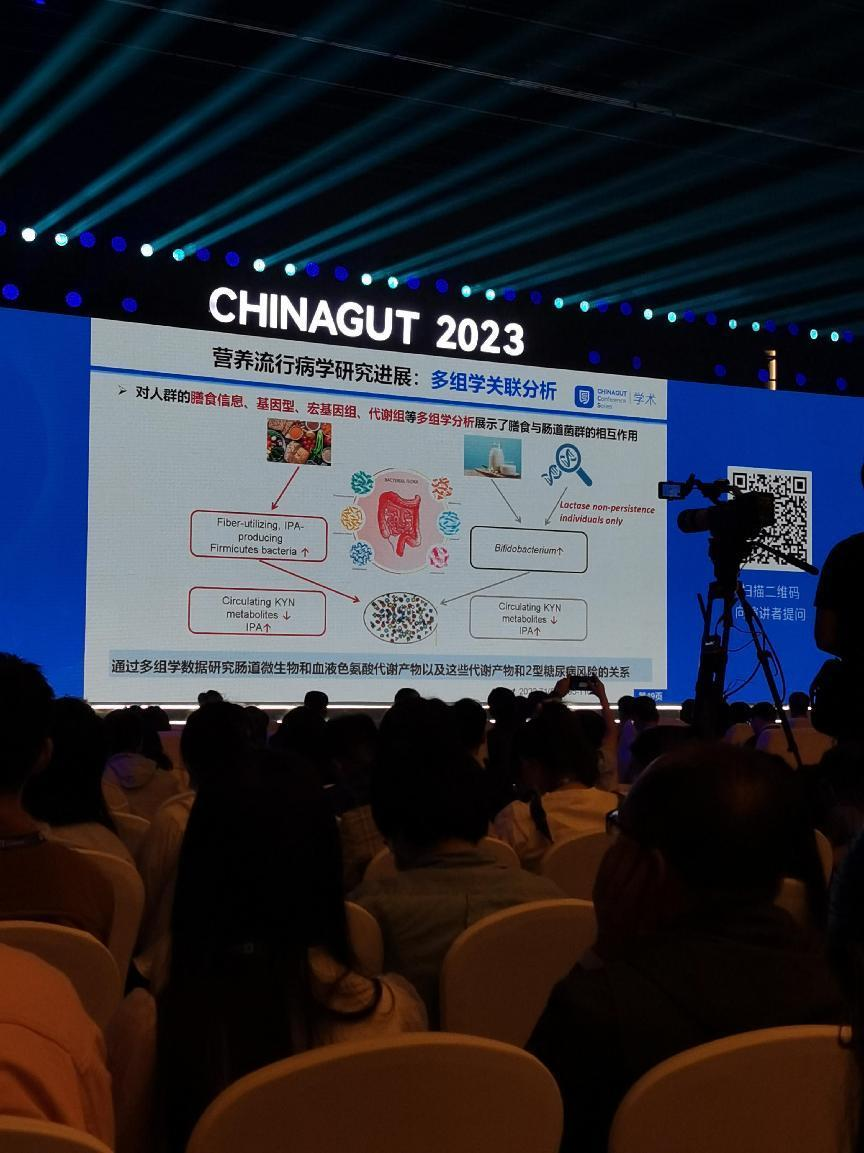 CHINAGUT 2023
营养流行病学研究进展：多组学关联分析
CHINAGUT
Conference
Series
学术
➢ 对人群的膳食信息、基因型、宏基因组、代谢组等多组学分析展示了膳食与肠道菌群的相互作用
BACTERIAL FLORA
Lactase non-persistence
individuals only
Fiber-utilizing, IPA-
producing
Firmicutes bacteria ↑
Bifidobacterium↑
Circulating KYN
metabolites ↓
IPA↑
Circulating KYN
metabolites ↓
IPA↑
通过多组学数据研究肠道微生物和血液色氨酸代谢产物以及这些代谢产物和2型糖尿病风险的关系
扫描二维码
讲者提问